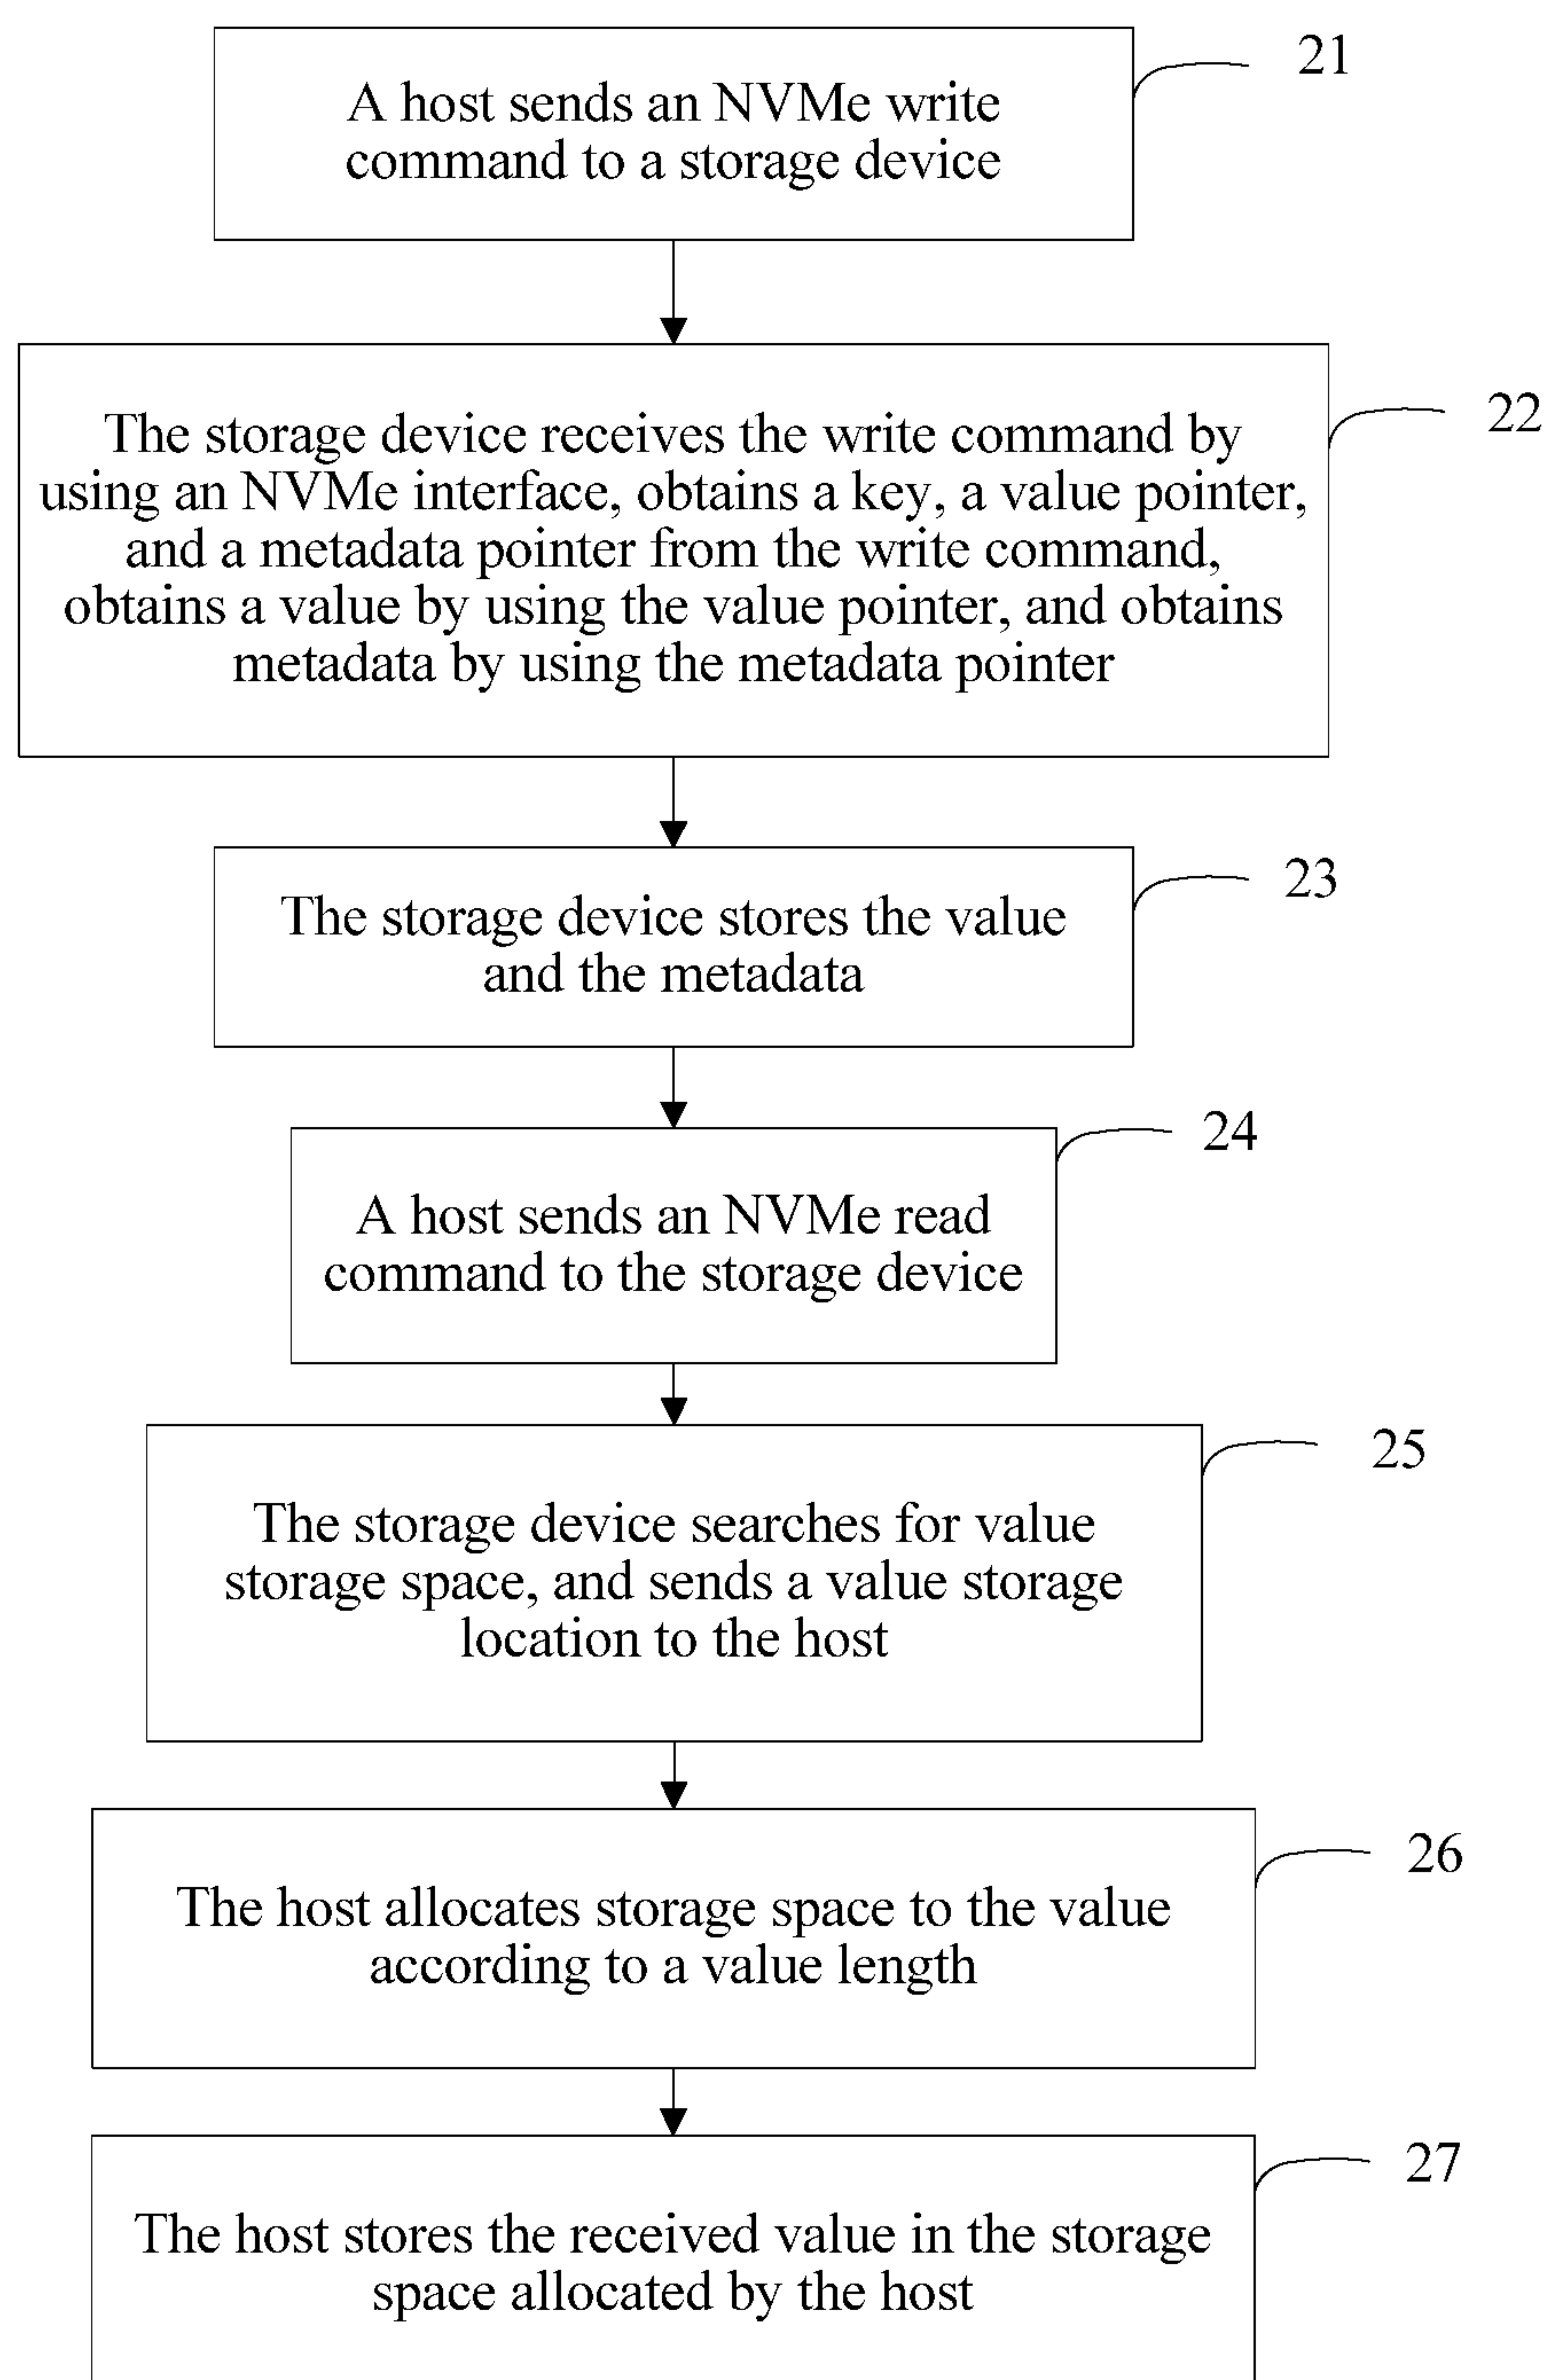 21
A host sends an NVMe write
command to a storage device
22
The storage device receives the write command by
using an NVMe interface, obtains a key, a value pointer,
and a metadata pointer from the write command,
obtains a value by using the value pointer, and obtains
metadata by using the metadata pointer
23
The storage device stores the value
and the metadata
24
A host sends an NVMe read
command to the storage device
25
The storage device searches for value
storage space, and sends a value storage
location to the host
26
The host allocates storage space to the value
according to a value length
27
The host stores the received value in the storage
space allocated by the host